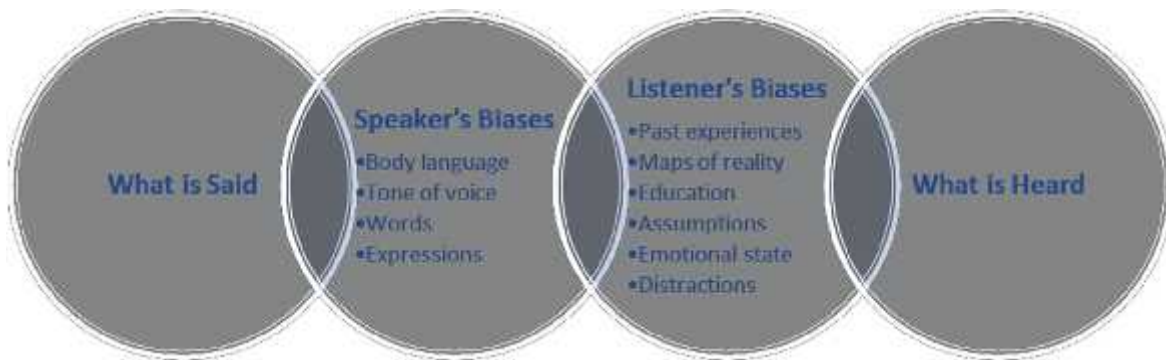 What is Said
Speaker's Biases
•Body language
•Tone of voice
•Words
•Expressions
Listener's Biases
•Past experiences
•Maps of reality
•Education
•Assumptions
•Emotional state
•Distractions
What is Heard